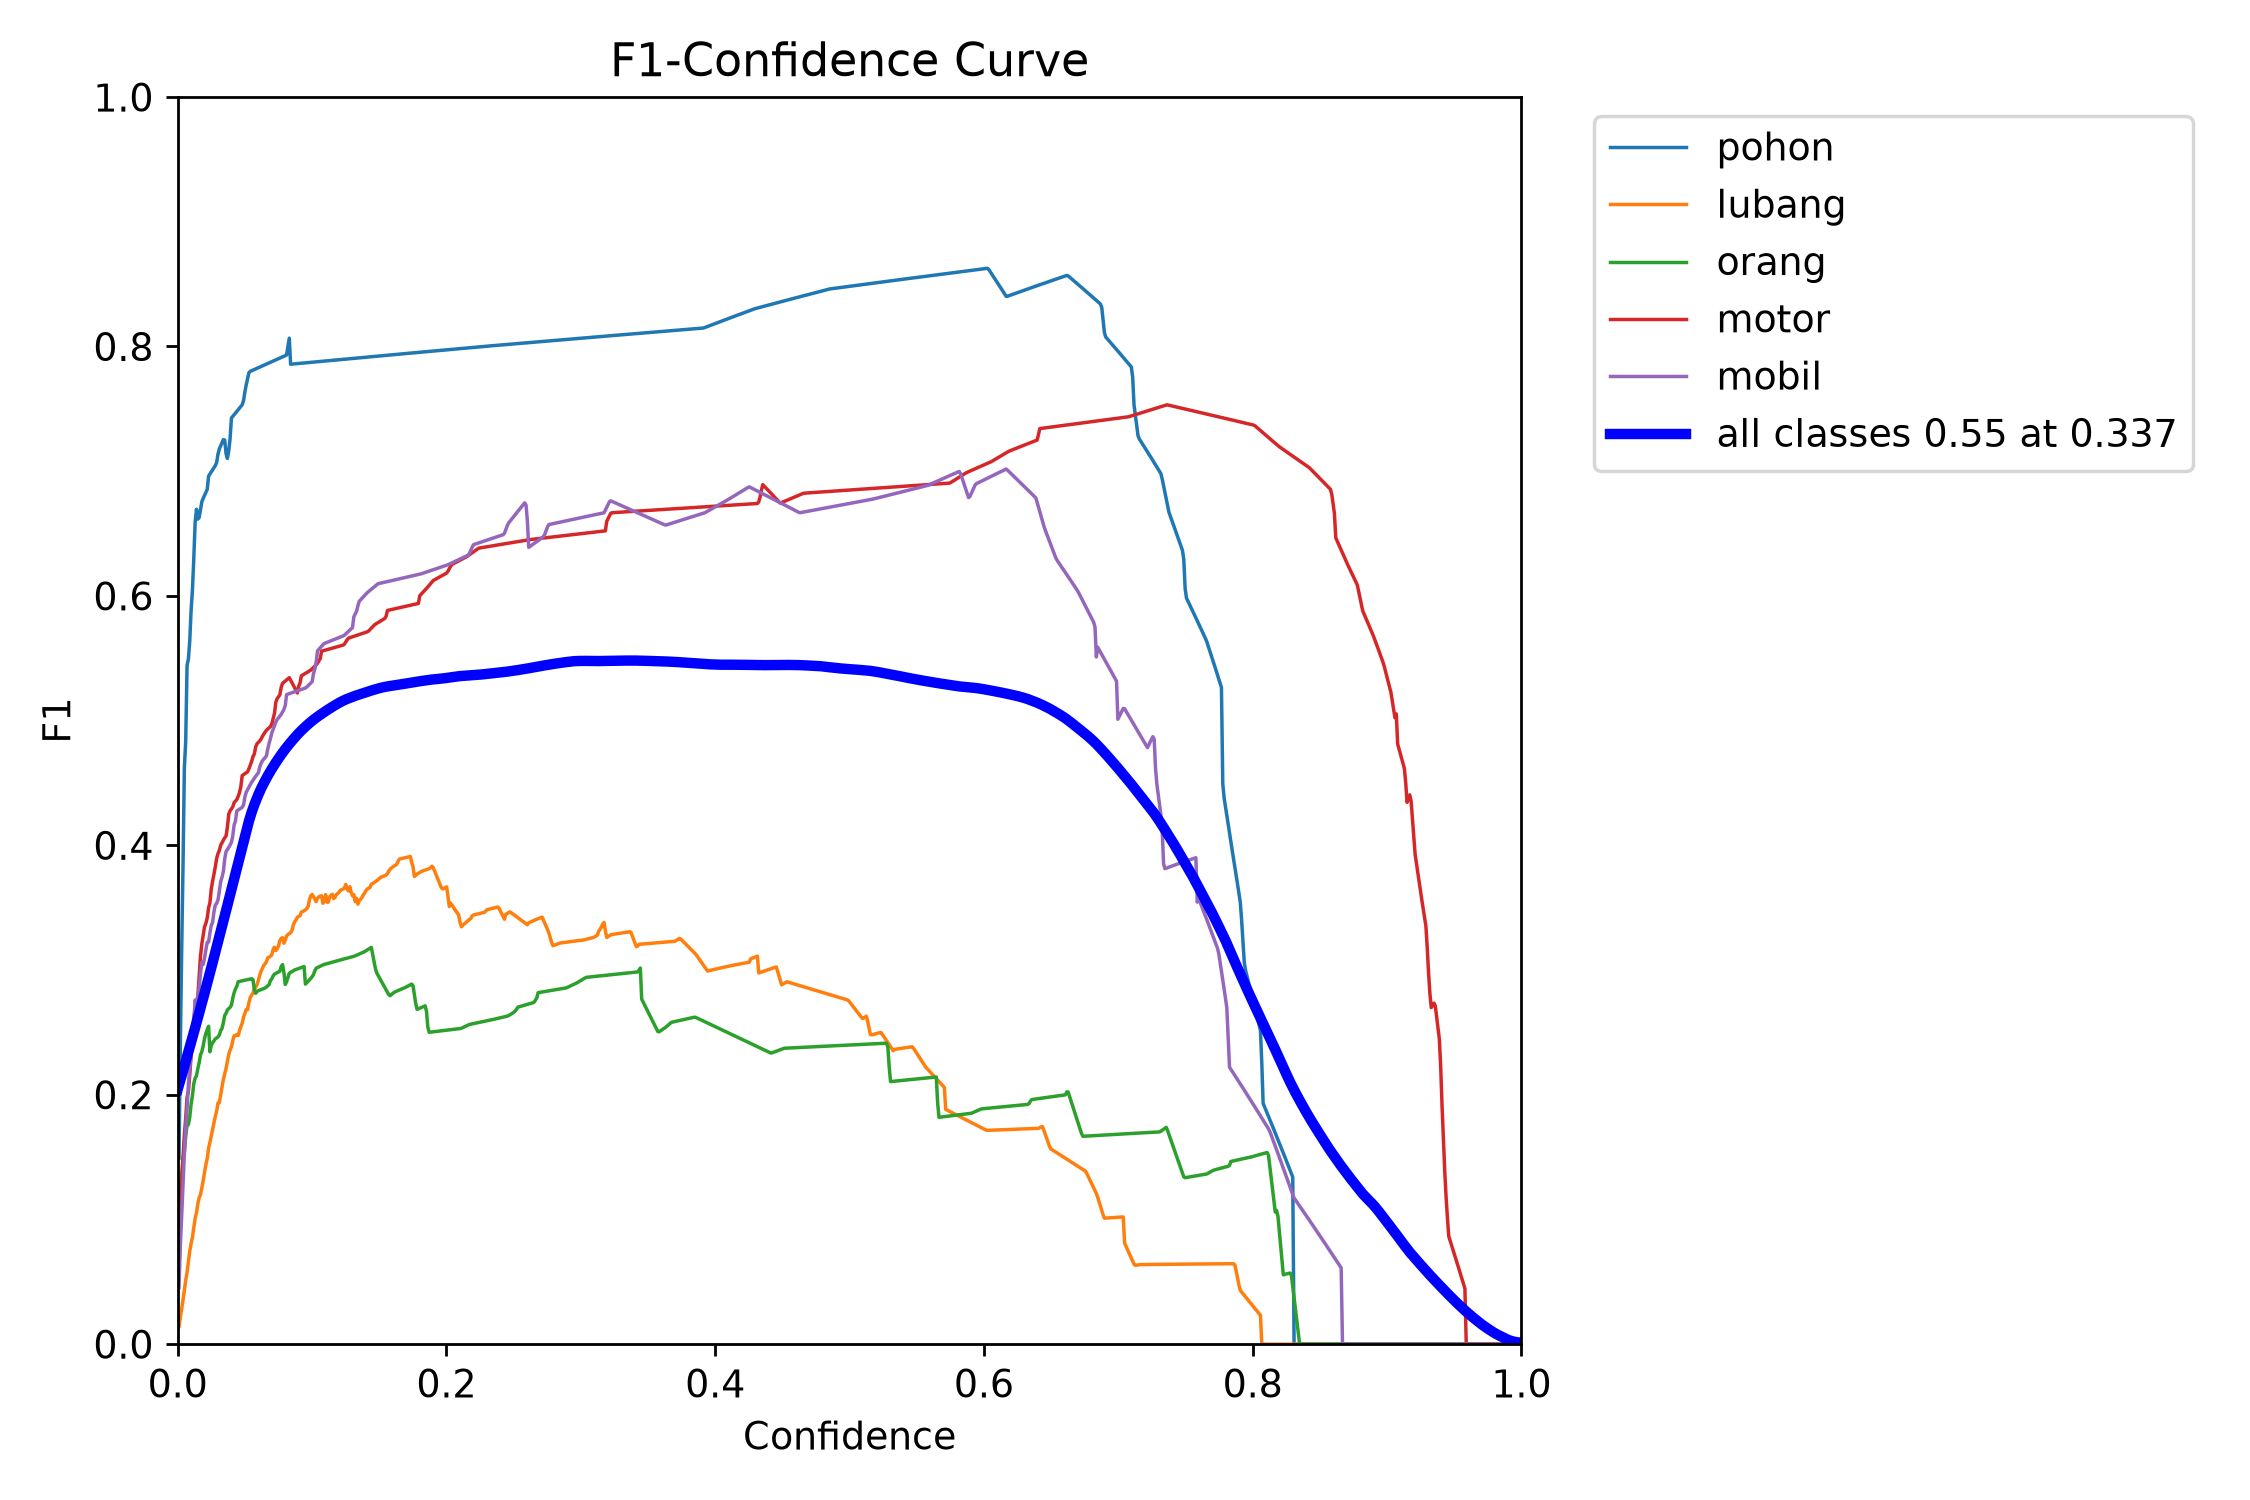 F1-Confidence Curve
1.0
0.8
0.6
0.4
0.2
0.0
F1
0.0 0.2 0.4 0.6 0.8 1.0
Confidence
pohon
lubang
orang
motor
mobil
all classes 0.55 at 0.337